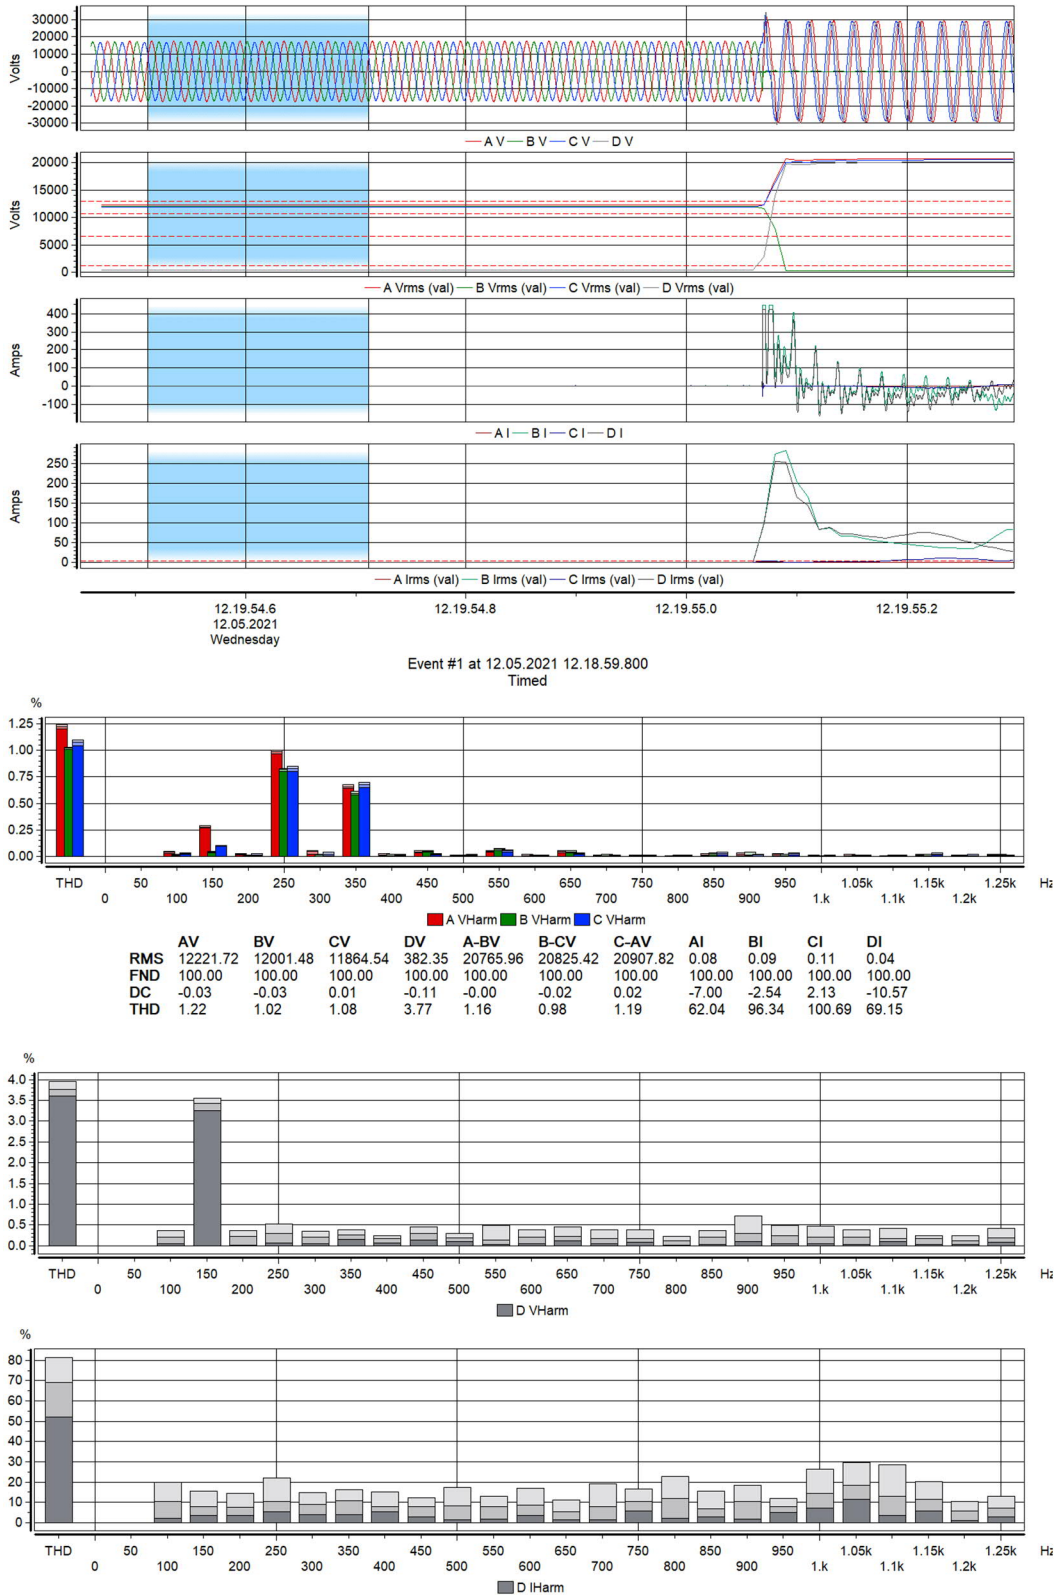 Volts
30000
20000
10000
0
-10000
-20000
-30000
A V B V C V D V
Volts
20000
15000
10000
5000
0
A Vrms (val) B Vrms (val) C Vrms (val) D Vrms (val)
Amps
400
300
200
100
0
-100
A I B I C I D I
Amps
250
200
150
100
50
0
A Irms (val) B Irms (val) C Irms (val) D Irms (val)
12.19.54.6 12.19.54.8 12.19.55.0 12.19.55.2
12.05.2021
Wednesday
Event #1 at 12.05.2021 12.18.59.800
Timed
%
1.25
1.00
0.75
0.50
0.25
0.00
THD 50 150 250 350 450 550 650 750 850 950 1.05k 1.15k 1.25k Hz
0 100 200 300 400 500 600 700 800 900 1.k 1.1k 1.2k
A VHarm B VHarm C VHarm
AV BV CV DV A-BV B-CV C-AV AI BI CI DI
RMS 12221.72 12001.48 11864.54 382.35 20765.96 20825.42 20907.82 0.08 0.09 0.11 0.04
FND 100.00 100.00 100.00 100.00 100.00 100.00 100.00 100.00 100.00 100.00 100.00
DC -0.03 -0.03 0.01 -0.11 -0.00 -0.02 0.02 -7.00 -2.54 2.13 -10.57
THD 1.22 1.02 1.08 3.77 1.16 0.98 1.19 62.04 96.34 100.69 69.15
%
4.0
3.5
3.0
2.5
2.0
1.5
1.0
0.5
0.0
THD 50 150 250 350 450 550 650 750 850 950 1.05k 1.15k 1.25k Hz
0 100 200 300 400 500 600 700 800 900 1.k 1.1k 1.2k
D VHarm
%
80
70
60
50
40
30
20
10
0
THD 50 150 250 350 450 550 650 750 850 950 1.05k 1.15k 1.25k Hz
0 100 200 300 400 500 600 700 800 900 1.k 1.1k 1.2k
D IHarm